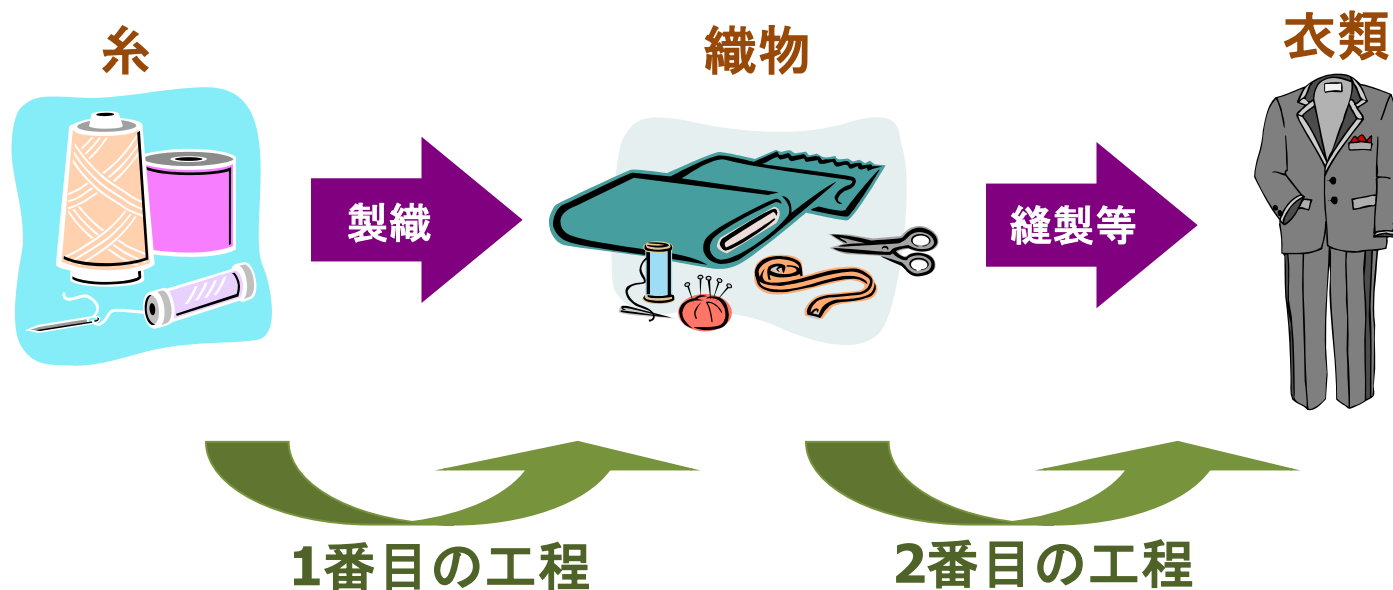 糸
織物
衣類
製織
縫製等
1番目の工程
2番目の工程